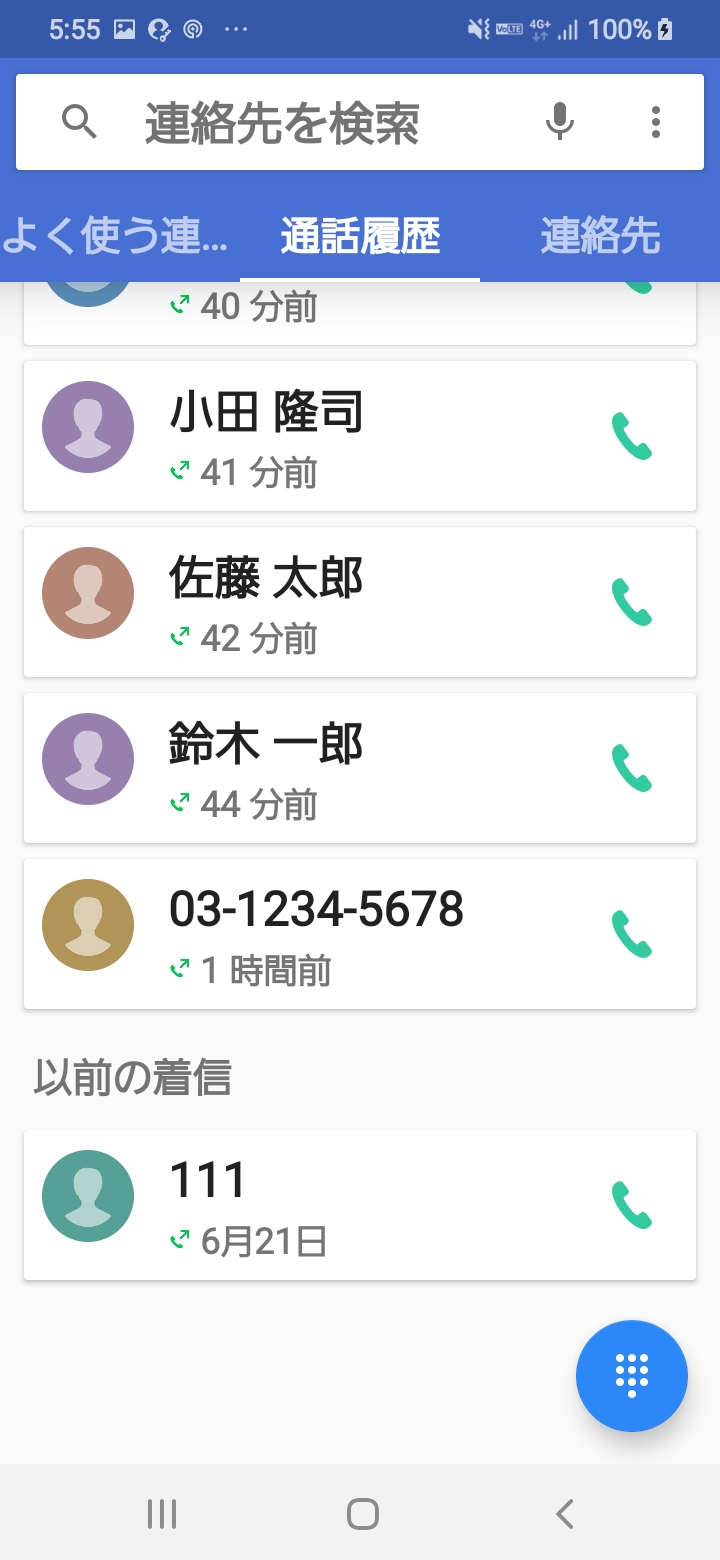 5:55
VoLTE 4G+ 100%
連絡先を検索
よく使う連...
通話履歴
連絡先
40 分前
小田 隆司
41 分前
佐藤 太郎
42 分前
鈴木 一郎
44 分前
03-1234-5678
1 時間前
以前の着信
111
6月21日